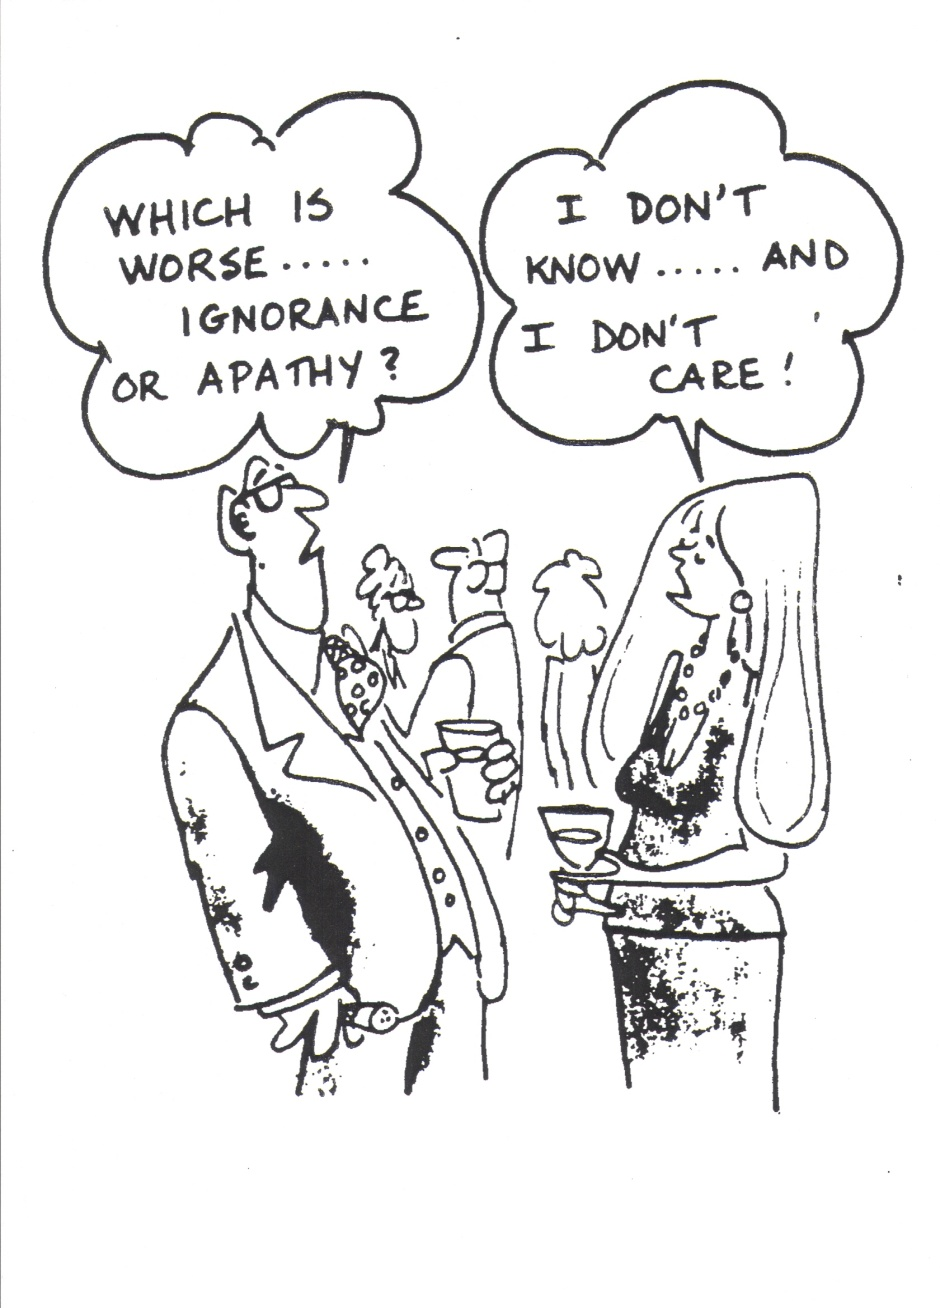 WHICH IS
WORSE.....
IGNORANCE
OR APATHY?
I DON'T
KNOW..... AND
I DON'T
CARE!